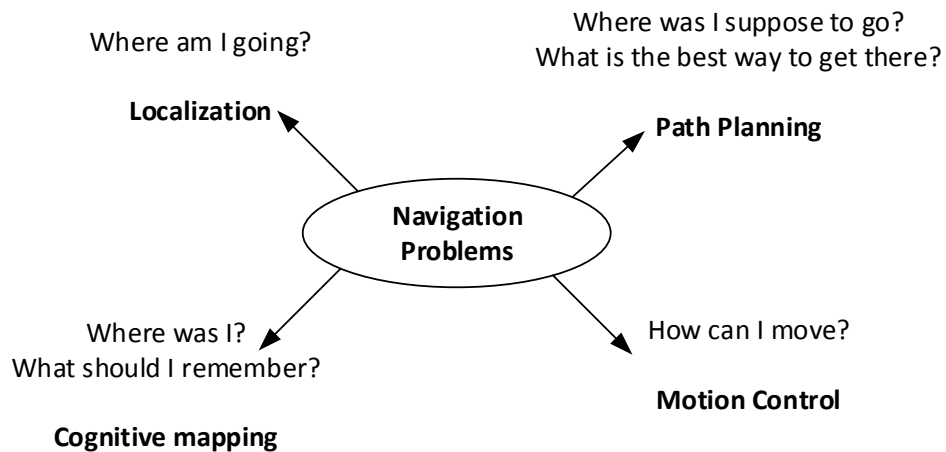 Where am I going?
Localization
Where was I suppose to go?
What is the best way to get there?
Path Planning
Navigation
Problems
Where was I?
What should I remember?
Cognitive mapping
How can I move?
Motion Control